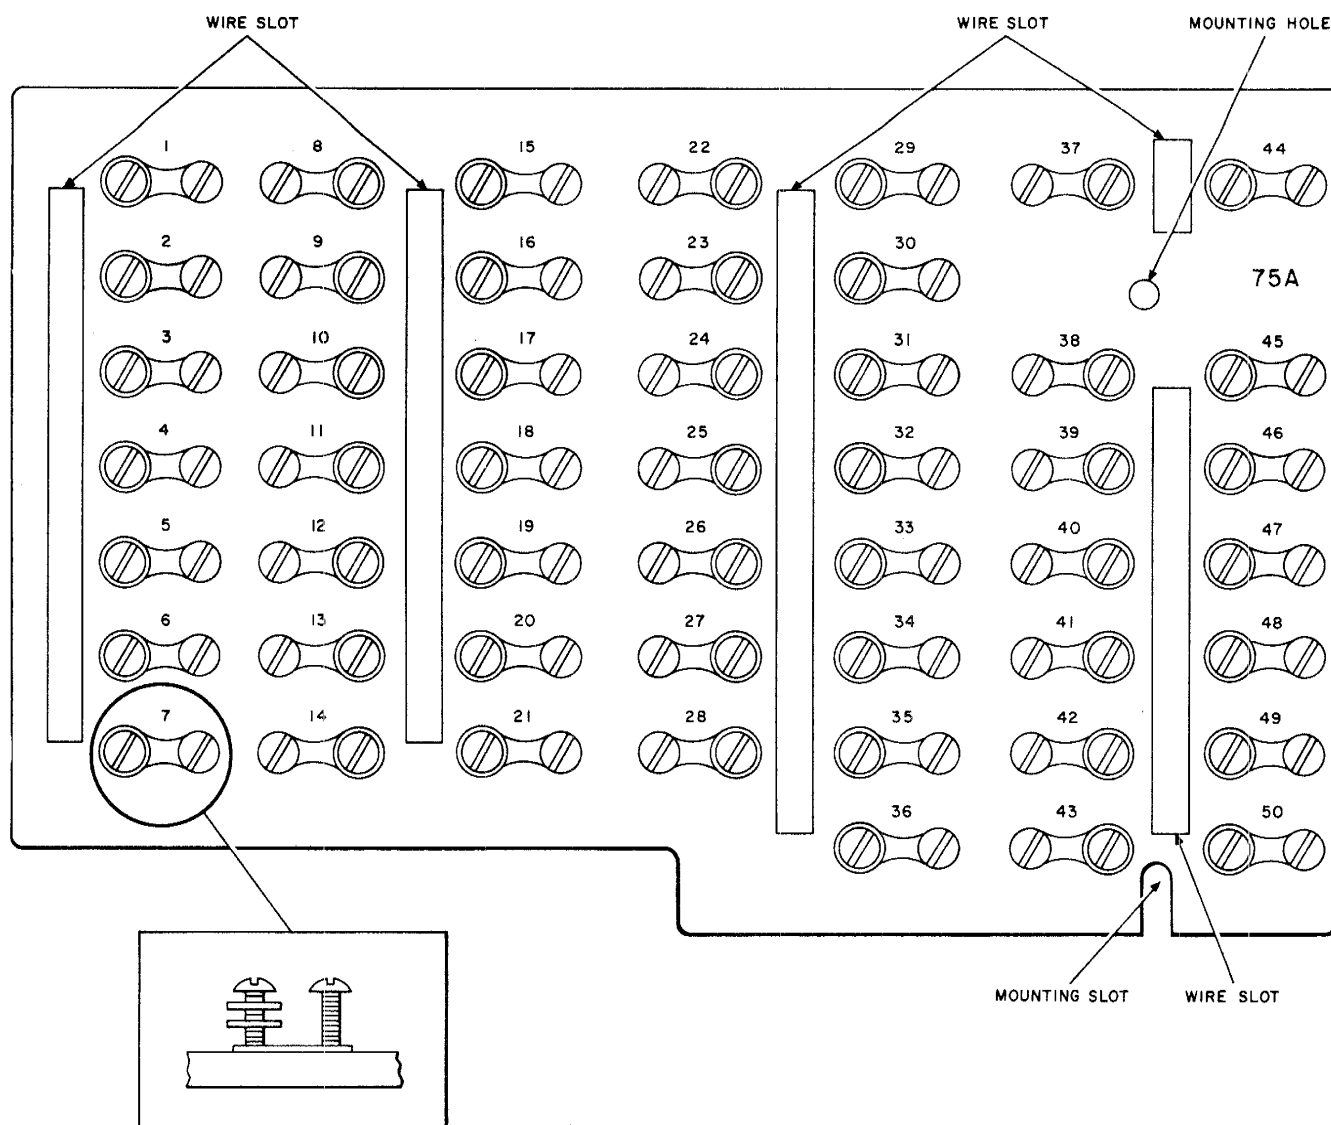 WIRE SLOT WIRE SLOT MOUNTING HOLE
1 8 15 22 29 37 44
2 9 16 23 30
75A
3 10 17 24 31 38 45
4 11 18 25 32 39 46
5 12 19 26 33 40 47
6 13 20 27 34 41 48
7 14 21 28 35 42 49
36 43 50
MOUNTING SLOT WIRE SLOT